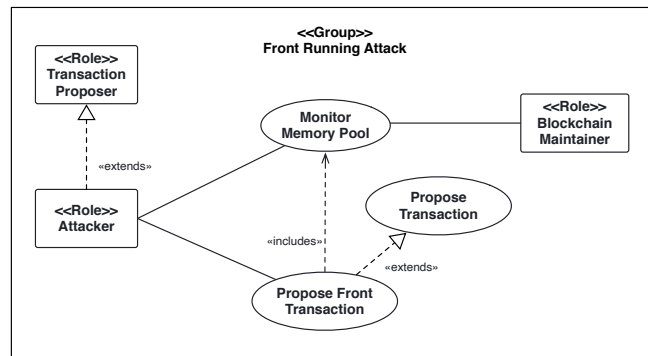 <<Group>>
Front Running Attack
<<Role>>
Transaction
Proposer
Monitor
Memory Pool
<<Role>>
Blockchain
Maintainer
«extends»
<<Role>>
Attacker
Propose
Transaction
«includes»
«extends»
Propose Front
Transaction